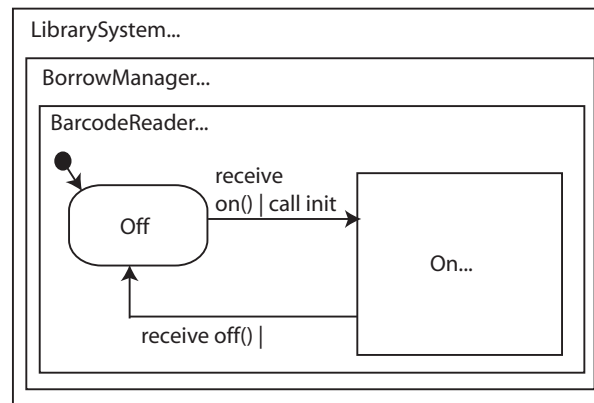 LibrarySystem...
BorrowManager...
BarcodeReader...
receive
on() | call init
Off
On...
receive off() |